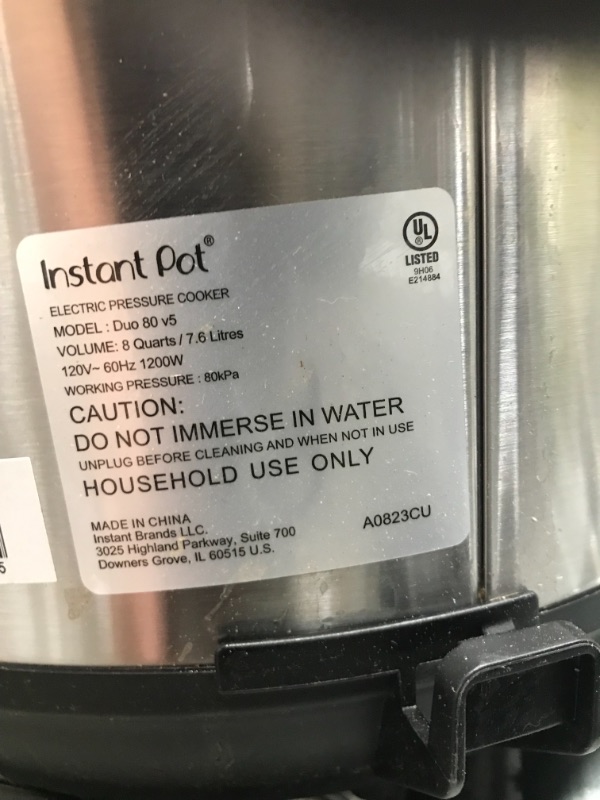 Instant Pot®
ELECTRIC PRESSURE COOKER
MODEL : Duo 80 v5
VOLUME: 8 Quarts / 7.6 Litres
120V~ 60Hz 1200W
WORKING PRESSURE : 80kPa
CAUTION:
DO NOT IMMERSE IN WATER
UNPLUG BEFORE CLEANING AND WHEN NOT IN USE
HOUSEHOLD USE ONLY
MADE IN CHINA
Instant Brands LLC.
3025 Highland Parkway, Suite 700
Downers Grove, IL 60515 U.S.
A0823CU
UL
®
LISTED
9H06
E214884
5